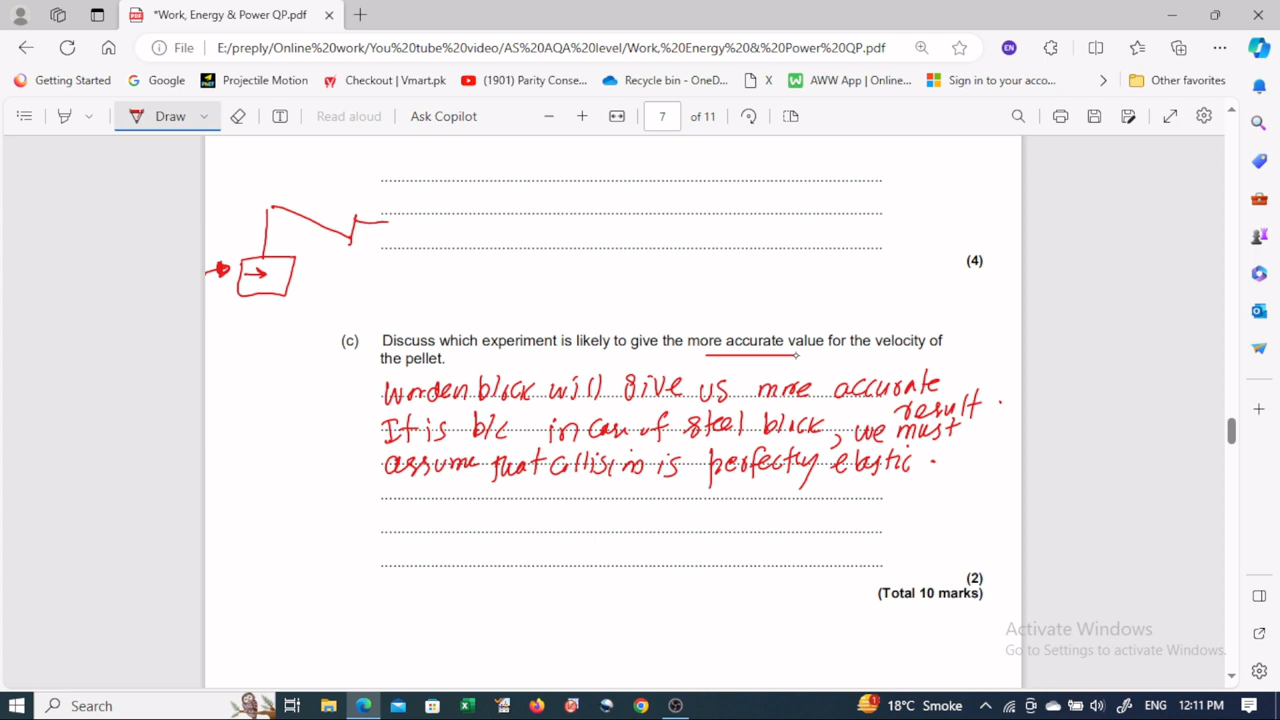 *Work, Energy & Power QP.pdf
File
E:/preply/Online%20work/You%20tube%20video/AS%20AQA%20level/Work,%20Energy%20&%20Power%20QP.pdf
EN
Getting Started
Google
Projectile Motion
Checkout | Vmart.pk
(1901) Parity Conse...
Recycle bin - OneD...
X
AWW App | Online...
Sign in to your acco...
Other favorites
Draw
Read aloud
Ask Copilot
7
of 11
(4)
(c) Discuss which experiment is likely to give the more accurate value for the velocity of
the pellet.
Wooden block will give us more accurate
result.
It is b/c in case of steel block, we must
assume that collision is perfectly elastic.
(2)
(Total 10 marks)
Activate Windows
Go to Settings to activate Windows.
Search
1
18°C Smoke
ENG
12:11 PM